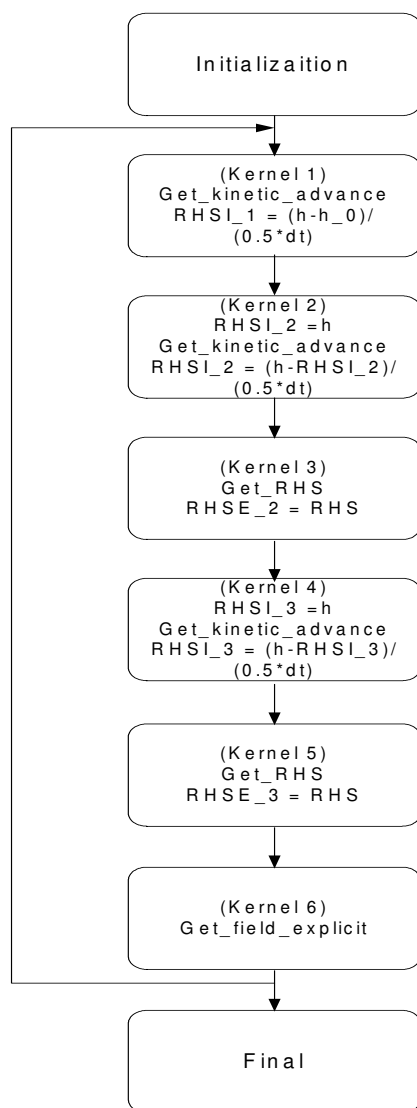 Initializaition
(Kernel 1)
Get_kinetic_advance
RHSI_1 = (h-h_0)/
(0.5*dt)
(Kernel 2)
RHSI_2 =h
Get_kinetic_advance
RHSI_2 = (h-RHSI_2)/
(0.5*dt)
(Kernel 3)
Get_RHS
RHSE_2 = RHS
(Kernel 4)
RHSI_3 =h
Get_kinetic_advance
RHSI_3 = (h-RHSI_3)/
(0.5*dt)
(Kernel 5)
Get_RHS
RHSE_3 = RHS
(Kernel 6)
Get_field_explicit
Final